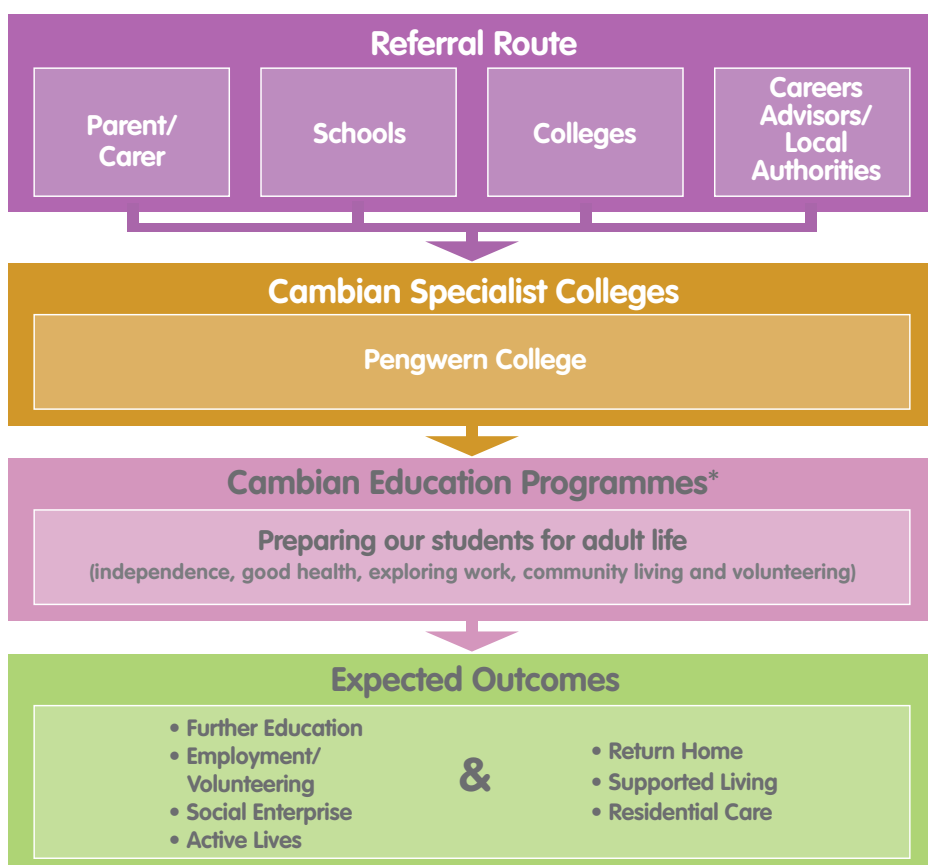 Referral Route
Parent/
Carer
Schools
Colleges
Careers
Advisors/
Local
Authorities
Cambian Specialist Colleges
Pengwern College
Cambian Education Programmes*
Preparing our students for adult life
(independence, good health, exploring work, community living and volunteering)
Expected Outcomes
• Further Education
• Employment/
Volunteering
• Social Enterprise
• Active Lives
&
• Return Home
• Supported Living
• Residential Care